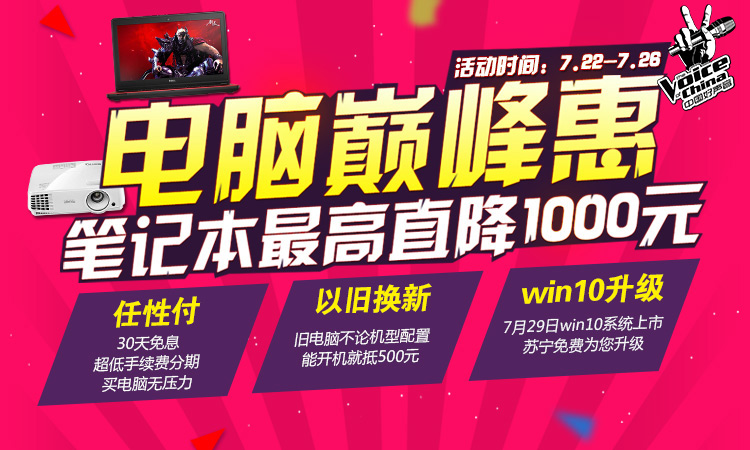 活动时间：7.22-7.26
The
Voice
of
China
中国好声音
电脑巅峰惠
笔记本最高直降1000元
任性付
30天免息
超低手续费分期
买电脑无压力
以旧换新
旧电脑不论机型配置
能开机就抵500元
win10升级
7月29日win10系统上市
苏宁免费为您升级